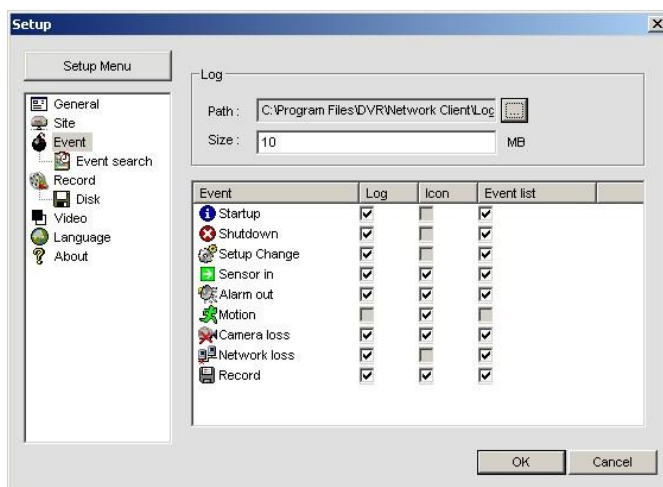 Setup
Setup Menu
General
Site
Event
Event search
Record
Disk
Video
Language
About
Log
Path : C:\Program Files\DVR\Network Client\Log ...
Size : 10 MB
Event Log Icon Event list
Startup
Shutdown
Setup Change
Sensor in
Alarm out
Motion
Camera loss
Network loss
Record
OK Cancel